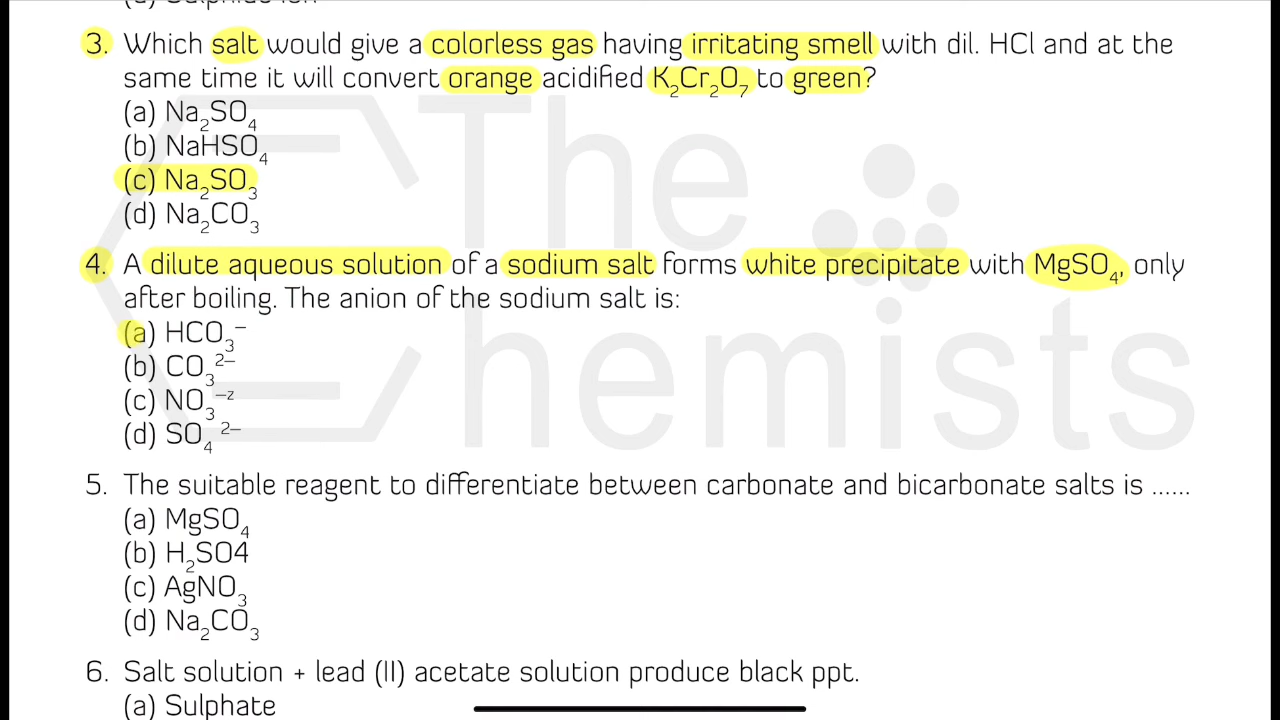 (d) Sulphide ion
3. Which salt would give a colorless gas having irritating smell with dil. HCl and at the
same time it will convert orange acidified K₂Cr₂O₇ to green?
(a) Na₂SO₄
(b) NaHSO₄
(c) Na₂SO₃
(d) Na₂CO₃
4. A dilute aqueous solution of a sodium salt forms white precipitate with MgSO₄, only
after boiling. The anion of the sodium salt is:
(a) HCO₃⁻
(b) CO₃²⁻
(c) NO₃⁻ᶻ
(d) SO₄²⁻
5. The suitable reagent to differentiate between carbonate and bicarbonate salts is ......
(a) MgSO₄
(b) H₂SO4
(c) AgNO₃
(d) Na₂CO₃
6. Salt solution + lead (II) acetate solution produce black ppt.
(a) Sulphate
The
Chemists